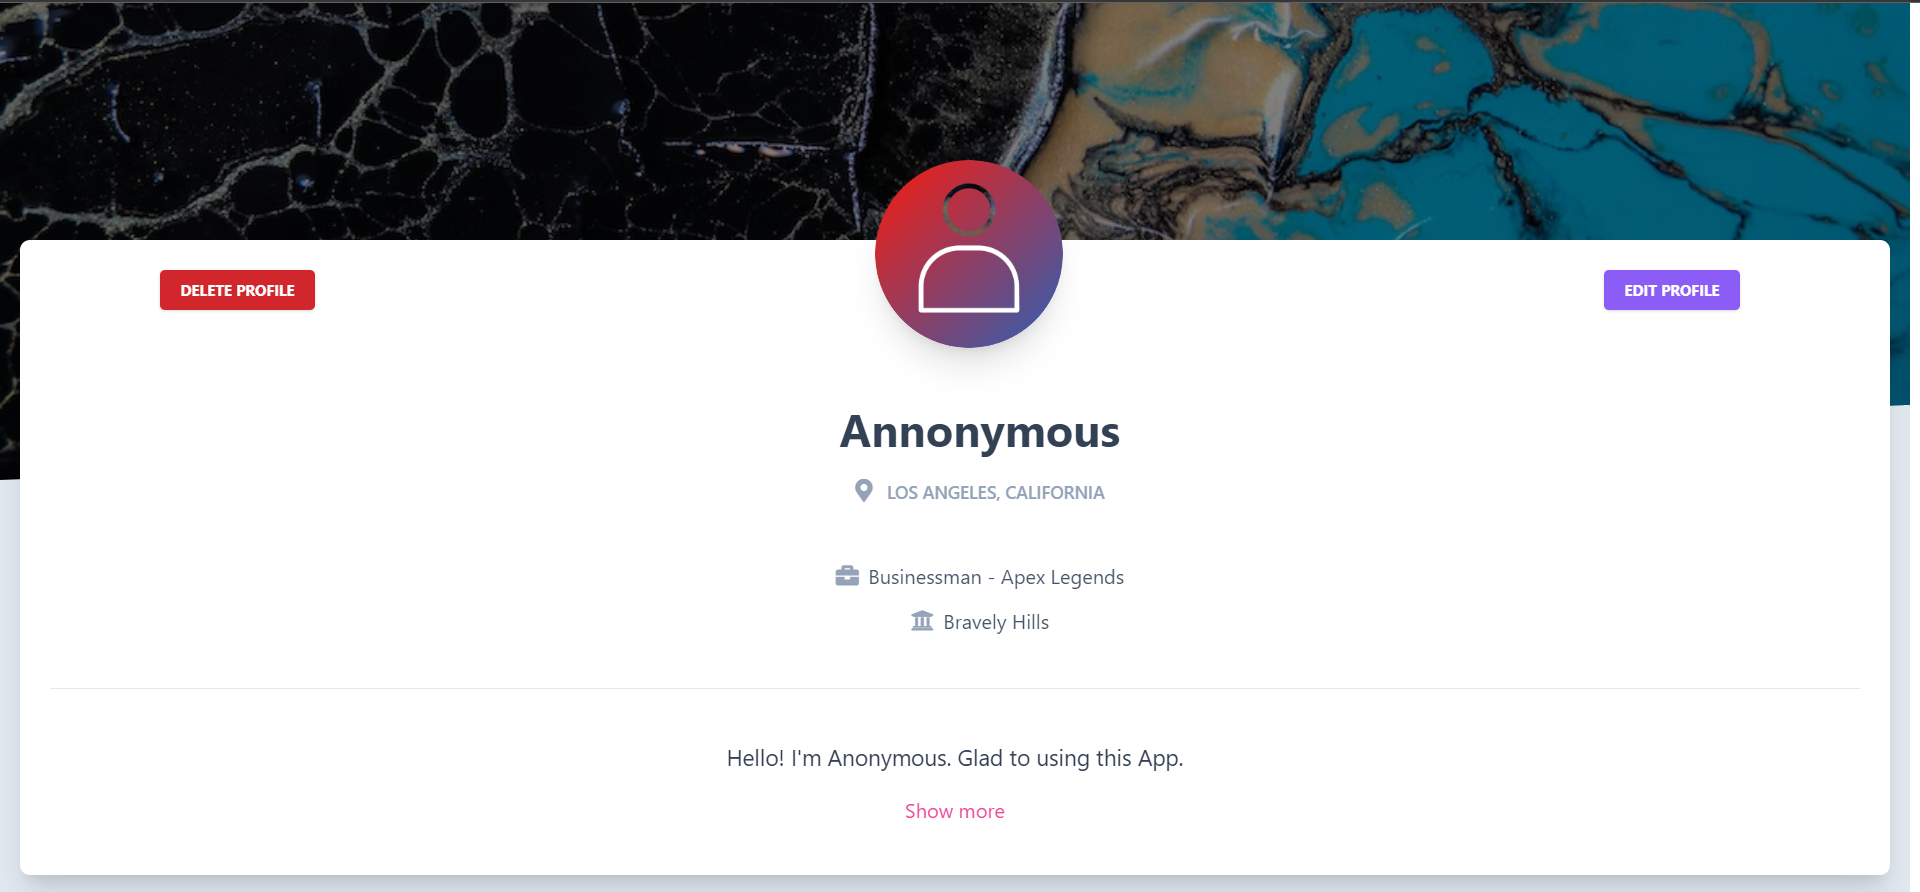 DELETE PROFILE
EDIT PROFILE
Annonymous
LOS ANGELES, CALIFORNIA
Businessman - Apex Legends
Bravely Hills
Hello! I'm Anonymous. Glad to using this App.
Show more